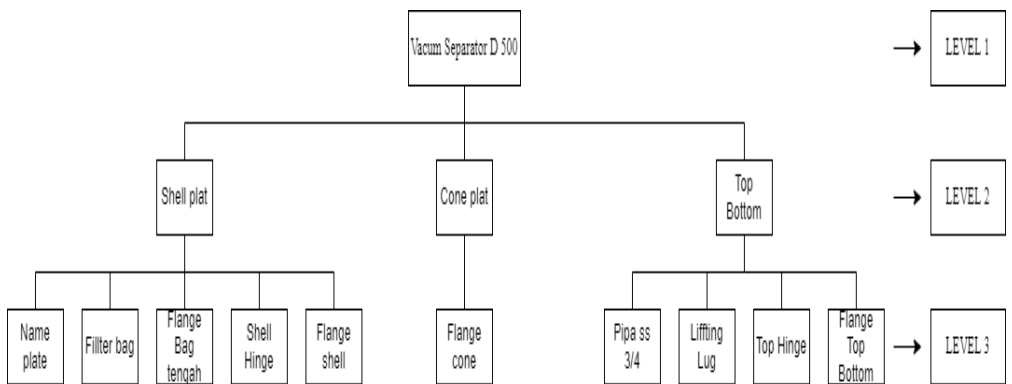 Vacum Separator D 500
LEVEL 1
Shell plat
Cone plat
Top
Bottom
LEVEL 2
Name
plate
Fillter bag
Flange
Bag
tengah
Shell
Hinge
Flange
shell
Flange
cone
Pipa ss
3/4
Liffting
Lug
Top Hinge
Flange
Top
Bottom
LEVEL 3